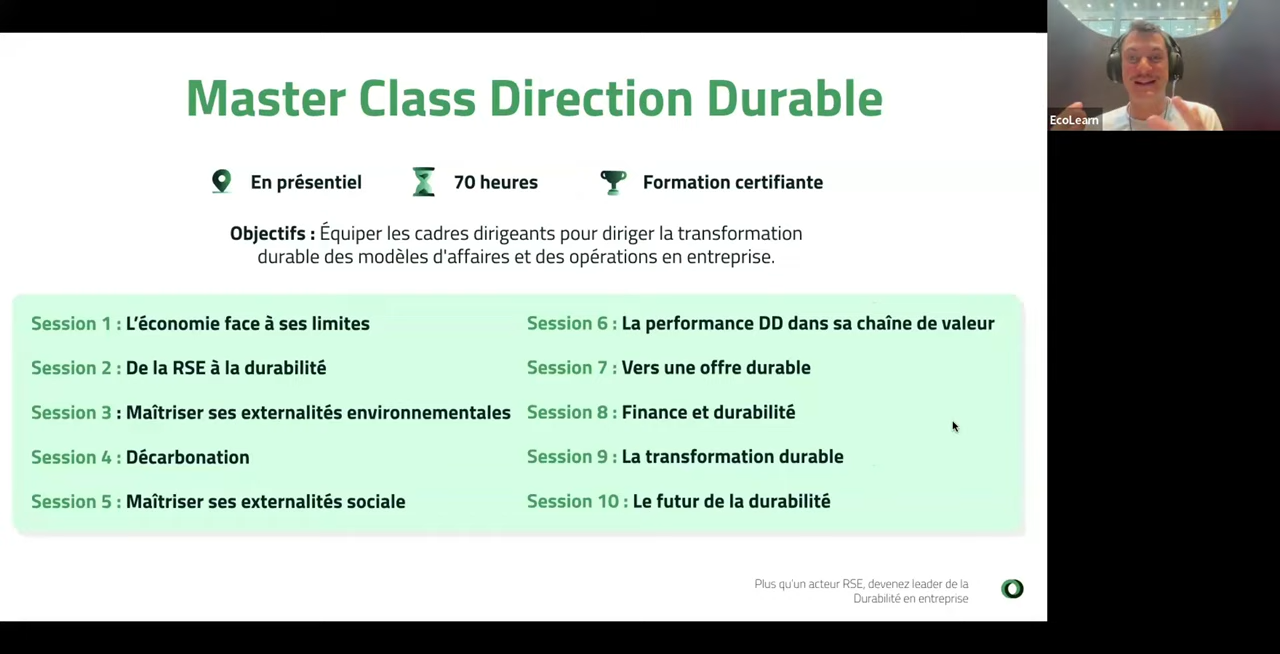 Master Class Direction Durable
En présentiel
70 heures
Formation certifiante
Objectifs : Équiper les cadres dirigeants pour diriger la transformation
durable des modèles d'affaires et des opérations en entreprise.
Session 1 : L'économie face à ses limites
Session 2 : De la RSE à la durabilité
Session 3 : Maîtriser ses externalités environnementales
Session 4 : Décarbonation
Session 5 : Maîtriser ses externalités sociale
Session 6 : La performance DD dans sa chaîne de valeur
Session 7 : Vers une offre durable
Session 8 : Finance et durabilité
Session 9 : La transformation durable
Session 10 : Le futur de la durabilité
Plus qu'un acteur RSE, devenez leader de la
Durabilité en entreprise
EcoLearn